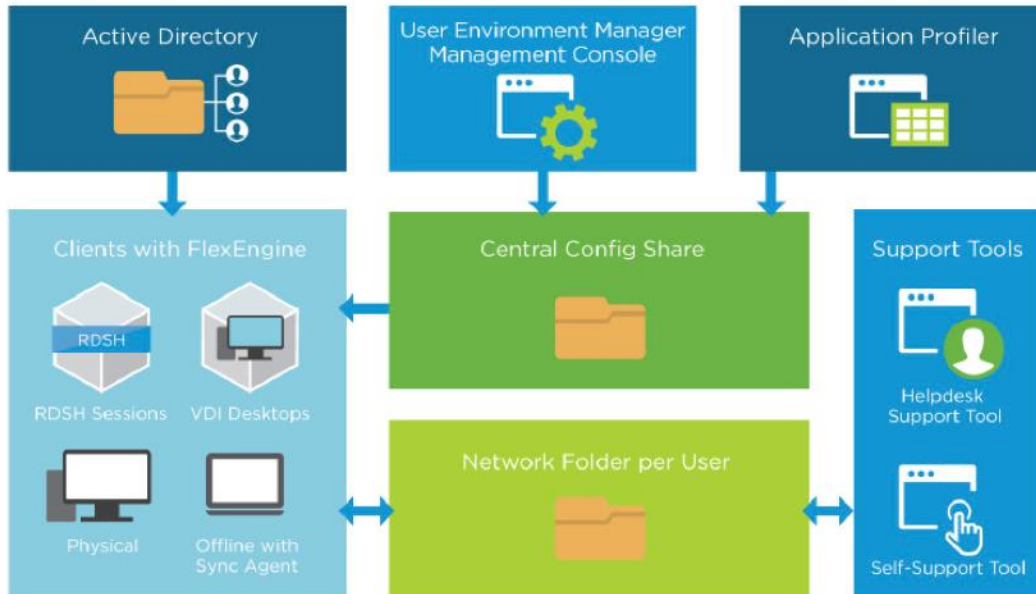 Active Directory
User Environment Manager
Management Console
Application Profiler
Clients with FlexEngine
RDSH
RDSH Sessions
VDI Desktops
Physical
Offline with
Sync Agent
Central Config Share
Network Folder per User
Support Tools
Helpdesk
Support Tool
Self-Support Tool